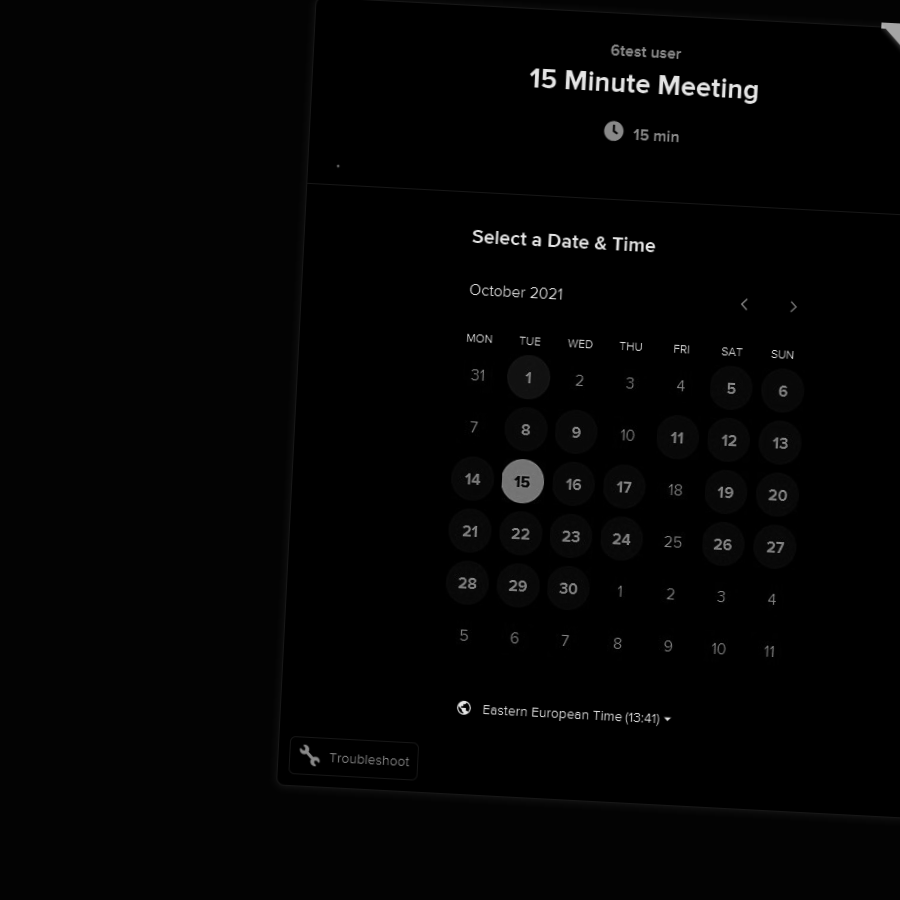 6test user
15 Minute Meeting
15 min
Select a Date & Time
October 2021
MON TUE WED THU FRI SAT SUN
31 1 2 3 4 5 6
7 8 9 10 11 12 13
14 15 16 17 18 19 20
21 22 23 24 25 26 27
28 29 30 1 2 3 4
5 6 7 8 9 10 11
Eastern European Time (13:41)
Troubleshoot